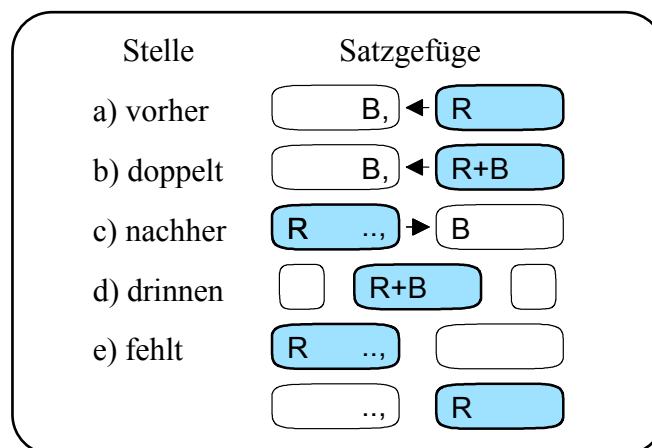 Stelle Satzgefüge
a) vorher B, R
b) doppelt B, R+B
c) nachher R .., B
d) drinnen R+B
e) fehlt R ..,
.., R